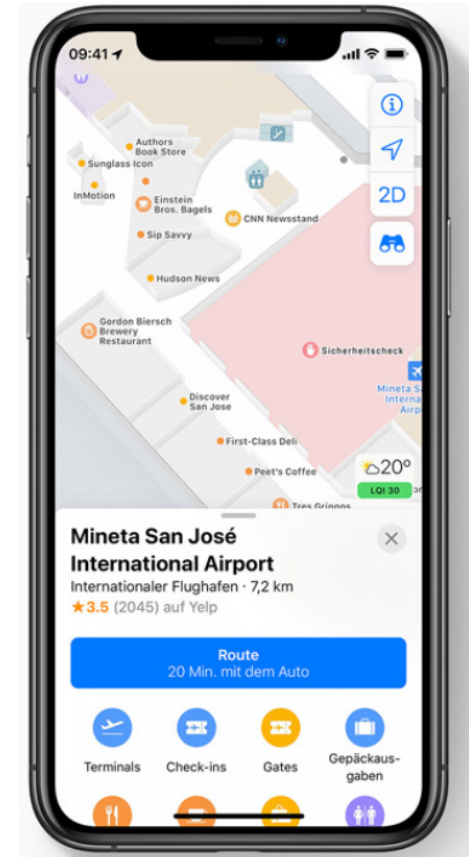 09:41
Authors
Book Store
Sunglass Icon
InMotion
Einstein
Bros. Bagels
CNN Newsstand
2D
Sip Savvy
Hudson News
Gordon Biersch
Brewery
Restaurant
Sicherheitscheck
Mineta S
Interna
Airp
Discover
San Jose
First-Class Deli
Peet's Coffee
20°
LQI 30
Tres Gringos
Mineta San José
International Airport
Internationaler Flughafen · 7,2 km
★3.5 (2045) auf Yelp
Route
20 Min. mit dem Auto
Terminals
Check-ins
Gates
Gepäckaus-
gaben